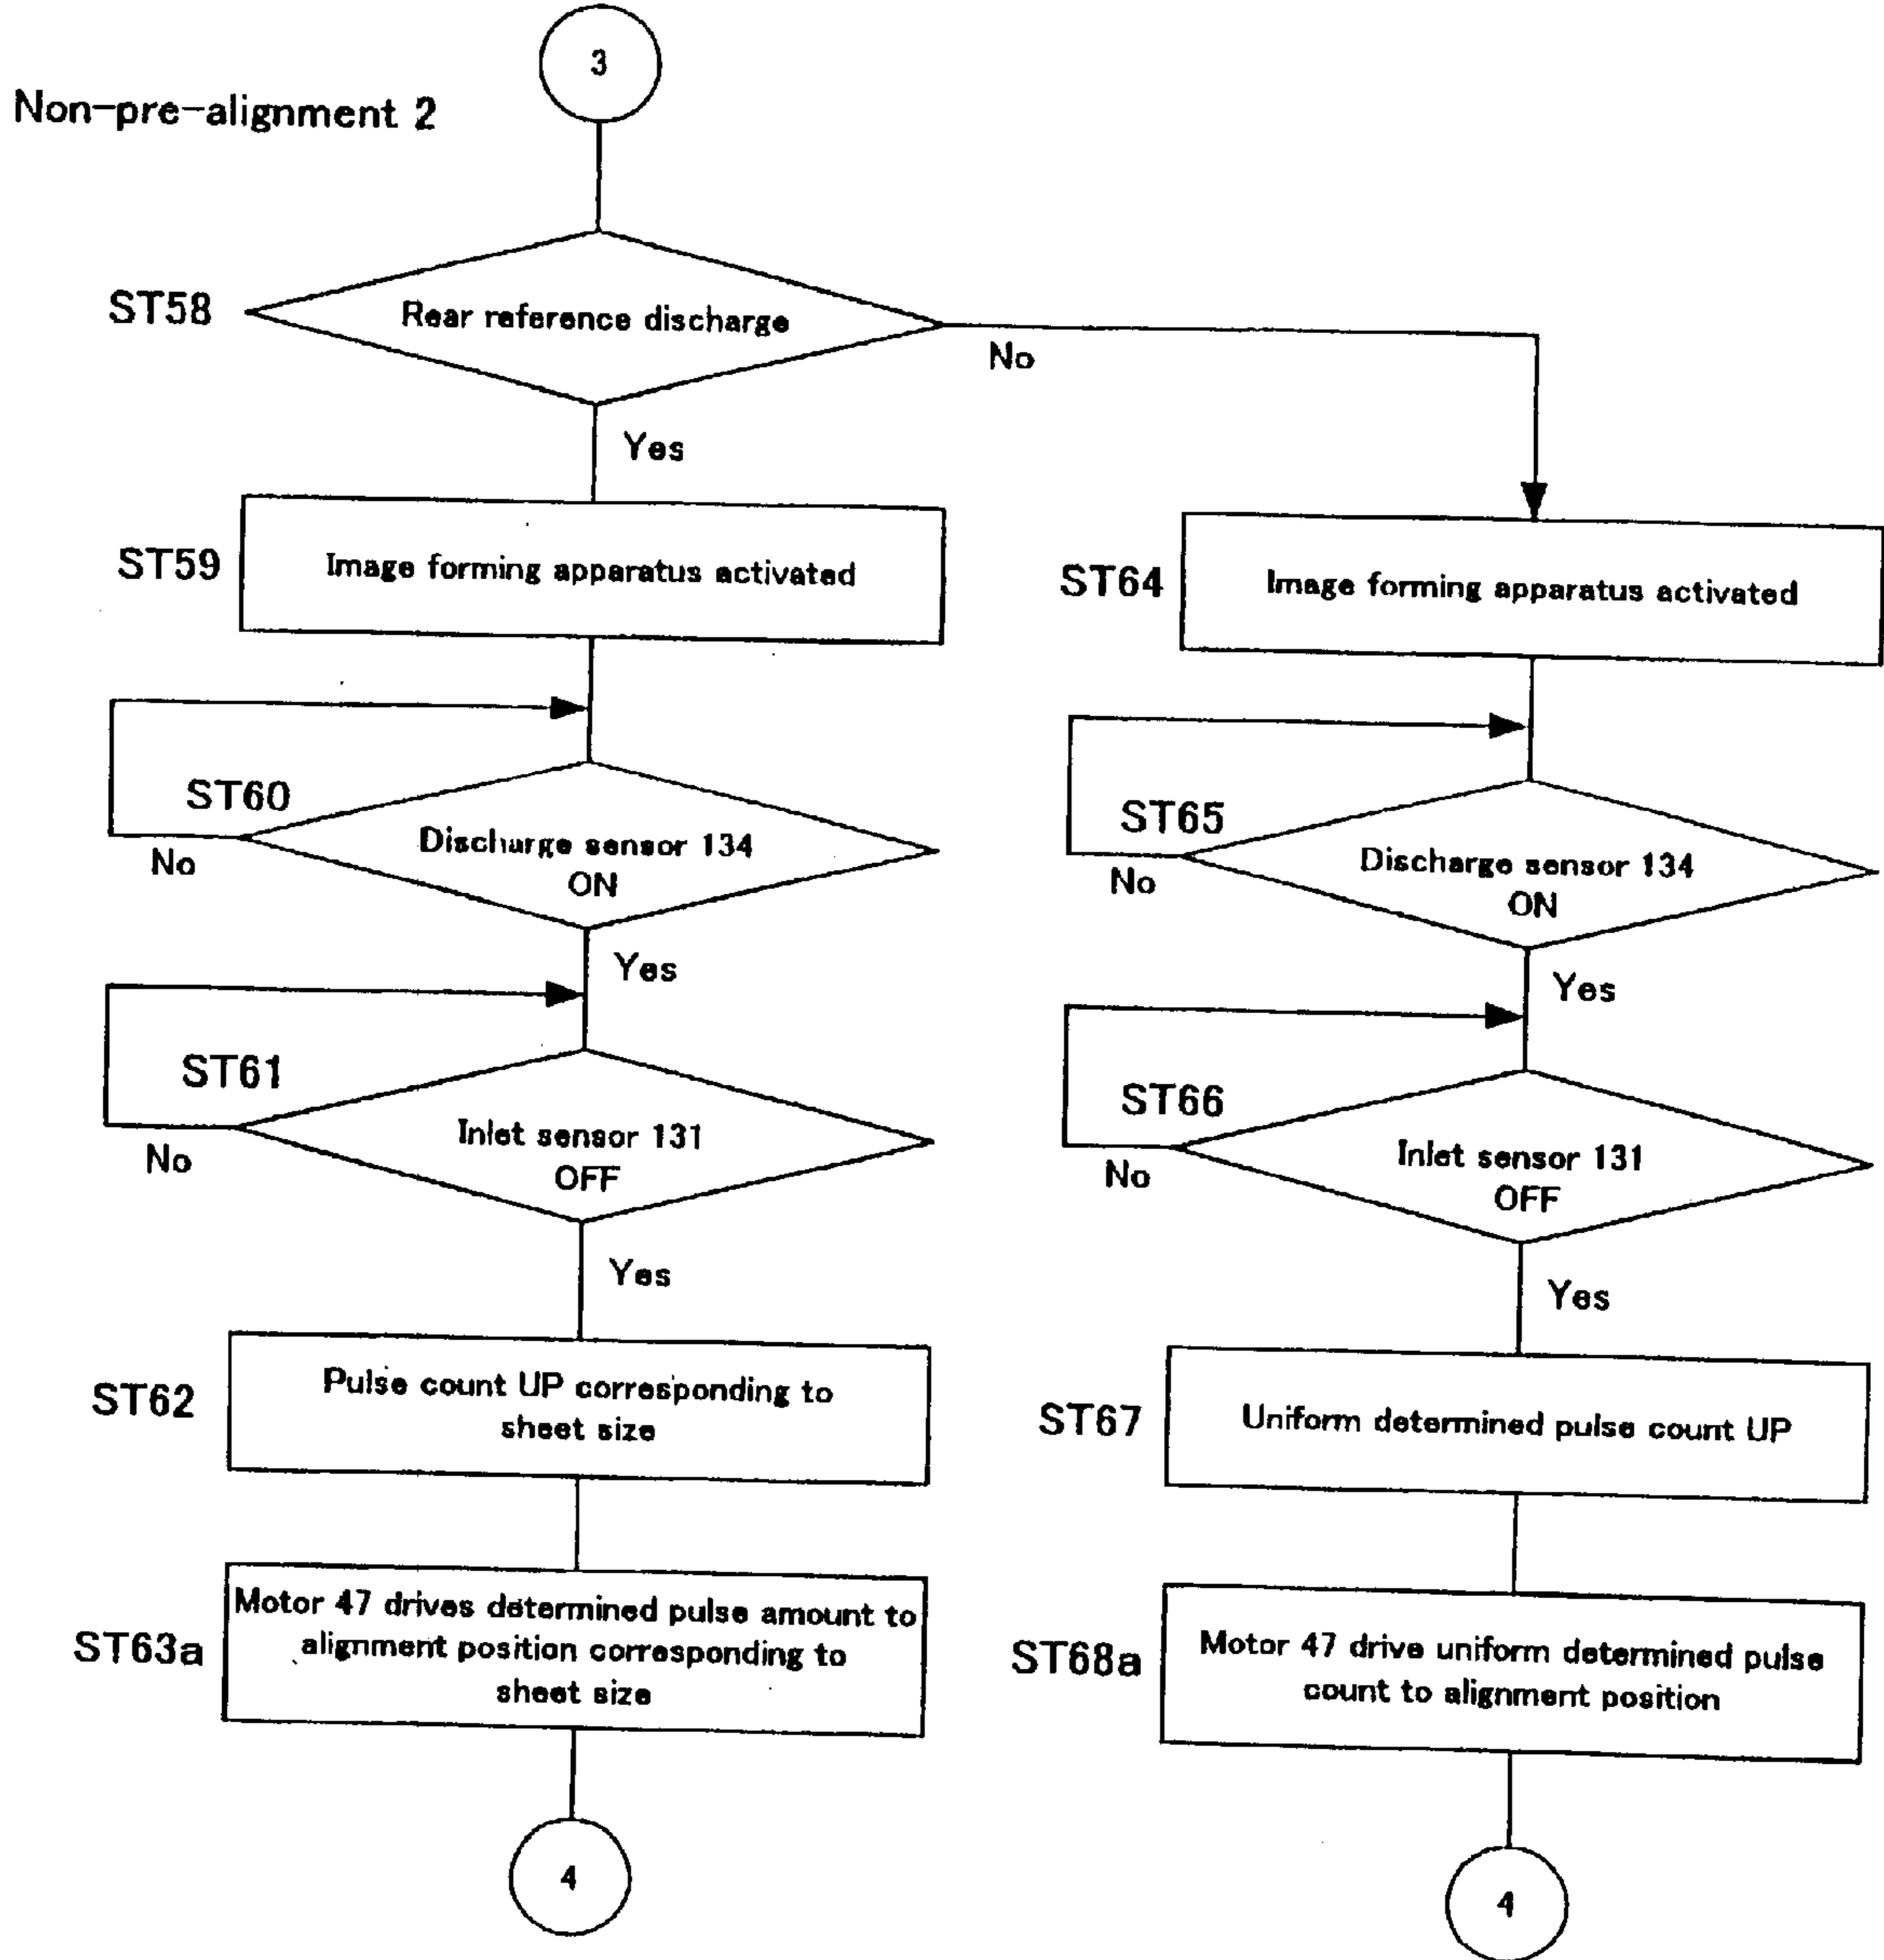 3
Non-pre-alignment 2
ST58
Rear reference discharge
No
Yes
ST59
Image forming apparatus activated
ST60
Discharge sensor 134
ON
No
Yes
ST61
Inlet sensor 131
OFF
No
Yes
ST62
Pulse count UP corresponding to
sheet size
ST63a
Motor 47 drives determined pulse amount to
alignment position corresponding to
sheet size
4
ST64
Image forming apparatus activated
ST65
Discharge sensor 134
ON
No
Yes
ST66
Inlet sensor 131
OFF
No
Yes
ST67
Uniform determined pulse count UP
ST68a
Motor 47 drive uniform determined pulse
count to alignment position
4